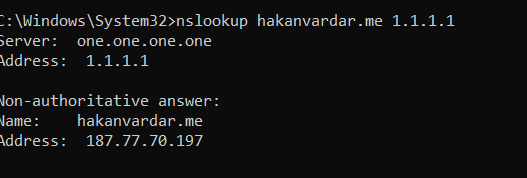 C:\Windows\System32>nslookup hakanvardar.me 1.1.1.1
Server:  one.one.one.one
Address:  1.1.1.1

Non-authoritative answer:
Name:    hakanvardar.me
Address:  187.77.70.197